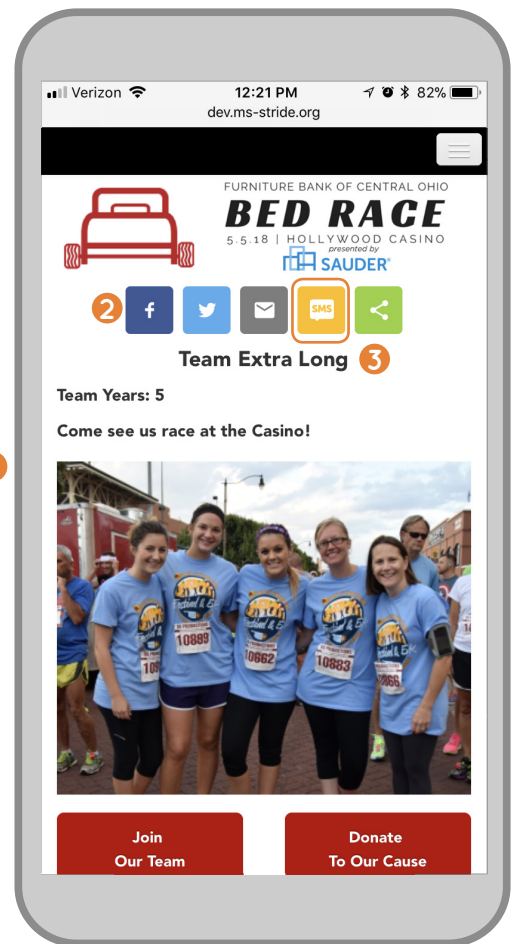 Verizon
12:21 PM
82%
dev.ms-stride.org
FURNITURE BANK OF CENTRAL OHIO
BED RACE
5.5.18 | HOLLYWOOD CASINO
presented by
SAUDER®
2
f
SMS
Team Extra Long
3
Team Years: 5
Come see us race at the Casino!
Festival & 5K
10889
10662
10883
Join
Our Team
Donate
To Our Cause